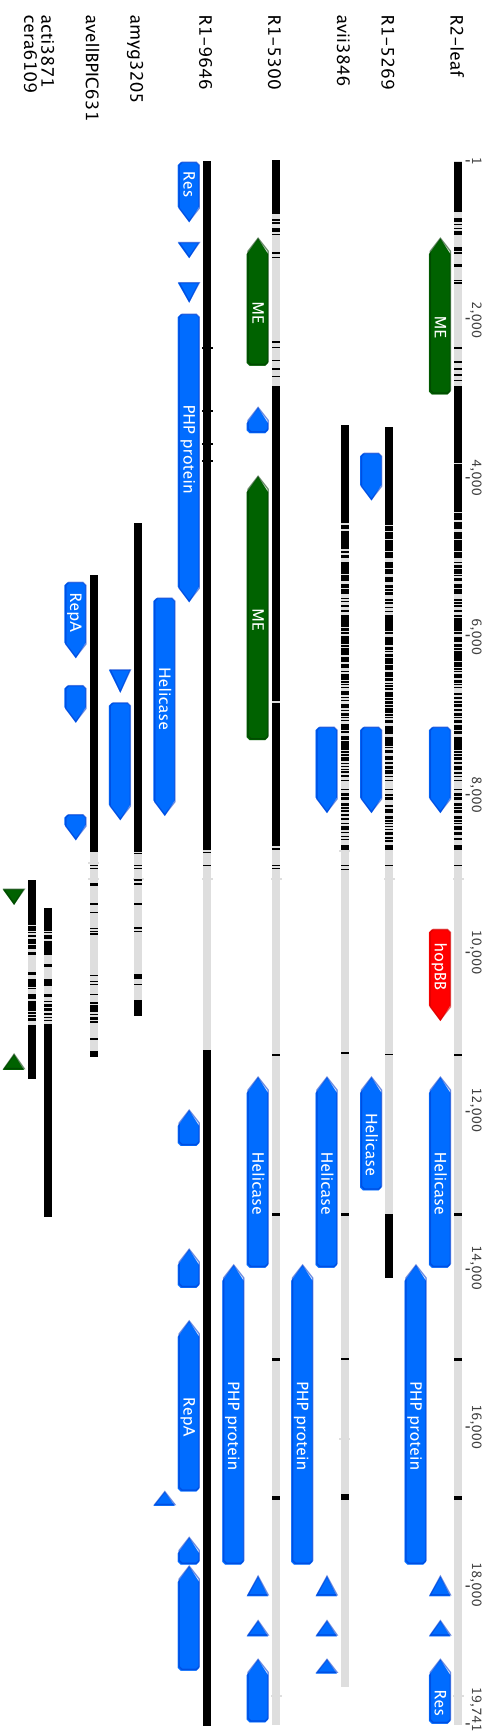 1
2,000
4,000
6,000
8,000
10,000
12,000
14,000
16,000
18,000
19,741
R2-leaf
ME
hopBB
Helicase
PHP protein
Res
R1-5269
Helicase
avii3846
Helicase
PHP protein
R1-5300
ME
ME
Helicase
PHP protein
R1-9646
Res
PHP protein
Helicase
RepA
amyg3205
avellBPIC631
RepA
acti3871
cera6109